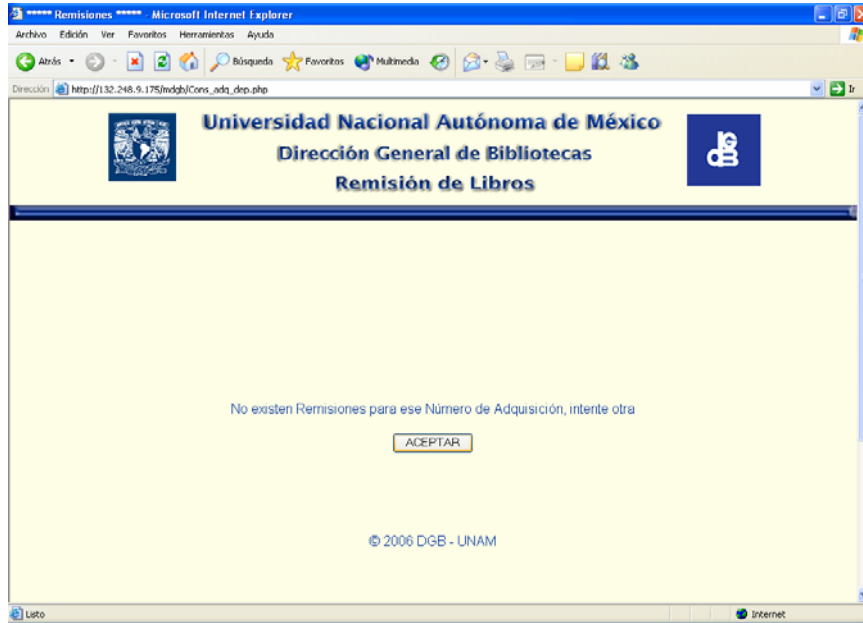 ***** Remisiones ***** - Microsoft Internet Explorer
Archivo Edición Ver Favoritos Herramientas Ayuda
Atrás Búsqueda Favoritos Multimedia
Dirección http://132.248.9.175/mdgb/Cons_adq_dep.php Ir
Universidad Nacional Autónoma de México
Dirección General de Bibliotecas
Remisión de Libros
No existen Remisiones para ese Número de Adquisición, intente otra
ACEPTAR
© 2006 DGB - UNAM
Listo Internet